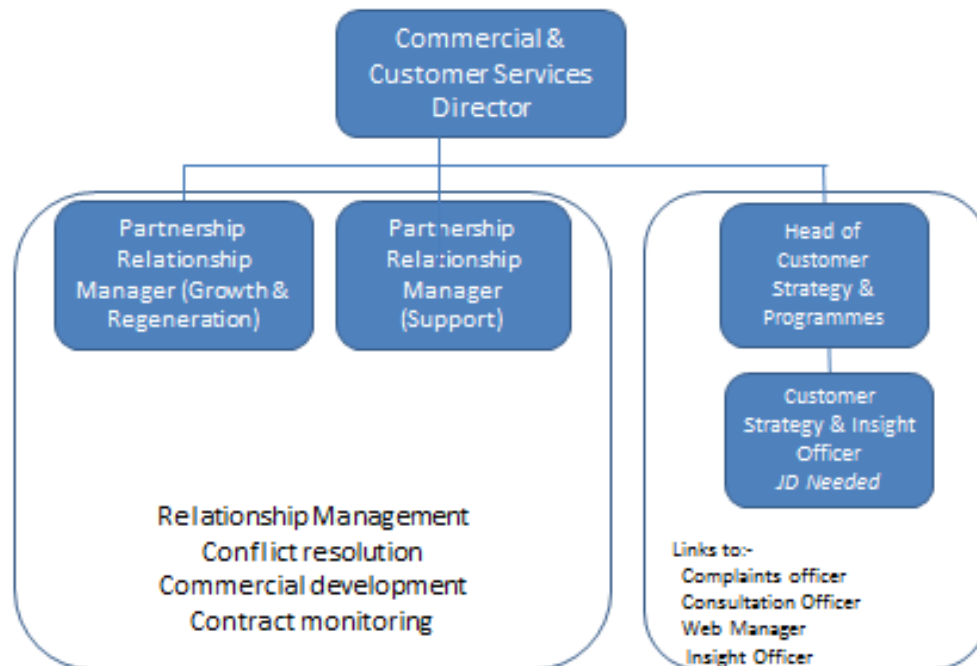 Commercial &
Customer Services
Director
Partnership
Relationship
Manager (Growth &
Regeneration)
Partnership
Relationship
Manager
(Support)
Head of
Customer
Strategy &
Programmes
Customer
Strategy & Insight
Officer
JD Needed
Relationship Management
Conflict resolution
Commercial development
Contract monitoring
Links to:-
Complaints officer
Consultation Officer
Web Manager
Insight Officer